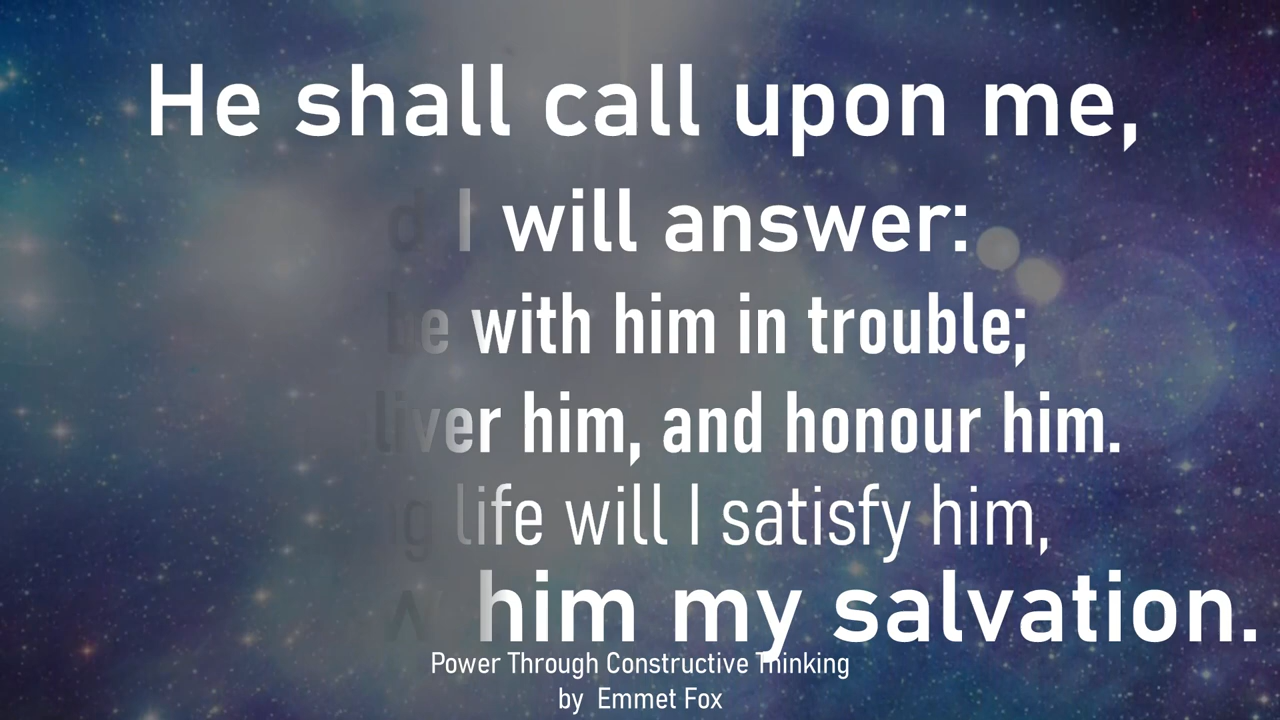 He shall call upon me,
I will answer:
with him in trouble;
him, and honour him.
life will I satisfy him,
him my salvation.
Power Through Constructive Thinking
by Emmet Fox